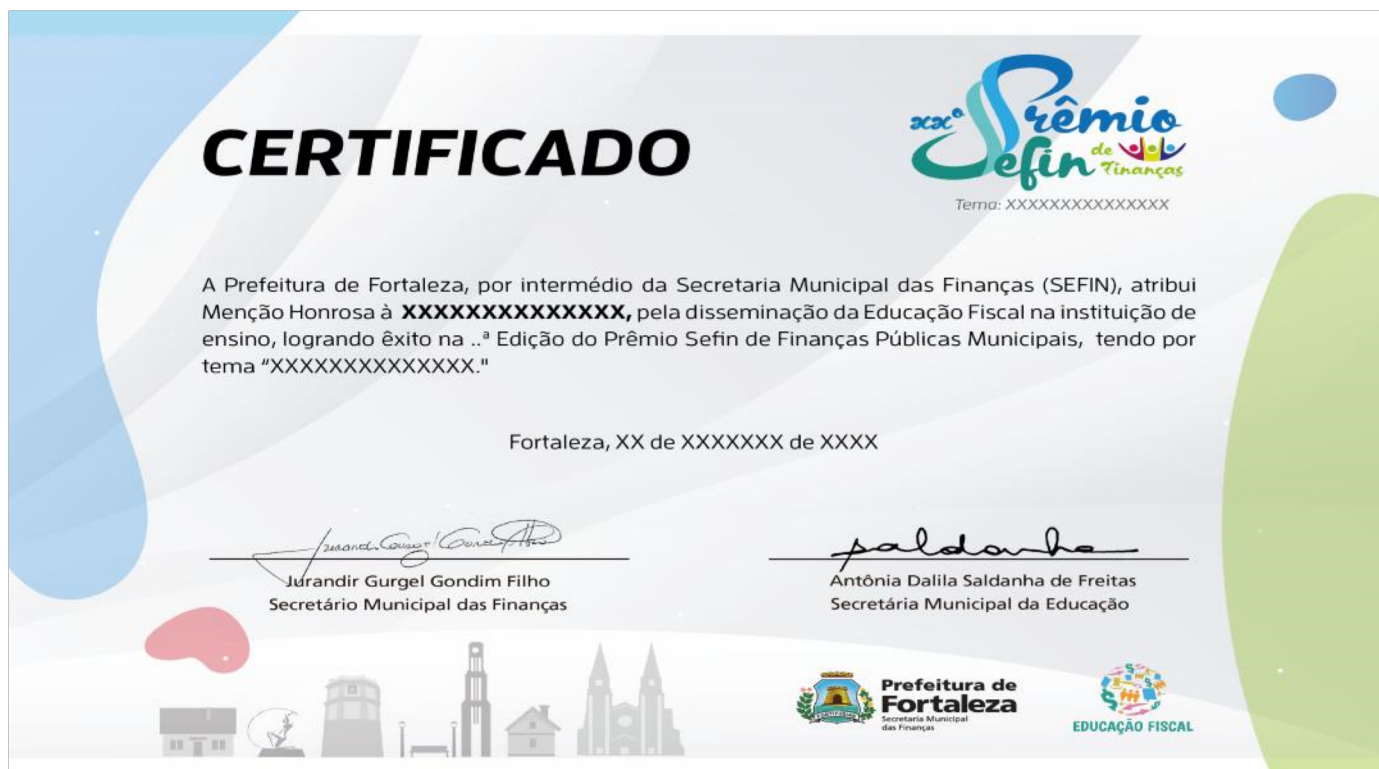 CERTIFICADO
xxº Prêmio
Sefin de Finanças
Tema: XXXXXXXXXXXXXXX
A Prefeitura de Fortaleza, por intermédio da Secretaria Municipal das Finanças (SEFIN), atribui
Menção Honrosa à XXXXXXXXXXXXXX, pela disseminação da Educação Fiscal na instituição de
ensino, logrando êxito na ..ª Edição do Prêmio Sefin de Finanças Públicas Municipais, tendo por
tema “XXXXXXXXXXXXXX."
Fortaleza, XX de XXXXXXX de XXXX
Jurandir Gurgel Gondim Filho
Secretário Municipal das Finanças
saldanha
Antônia Dalila Saldanha de Freitas
Secretária Municipal da Educação
FORTITUDINE
Prefeitura de
Fortaleza
Secretaria Municipal
das Finanças
EDUCAÇÃO FISCAL